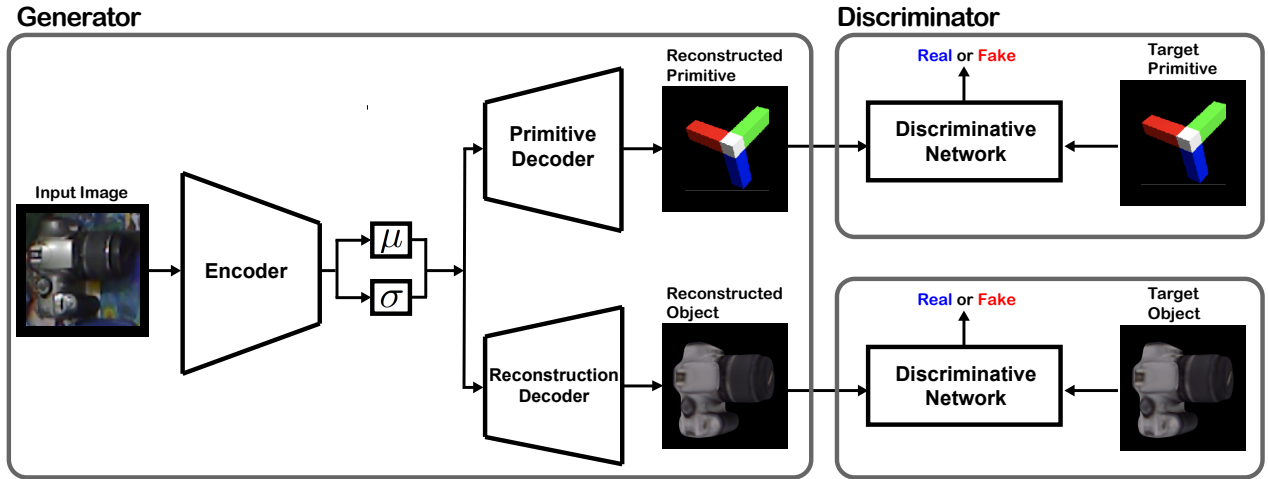 Generator
Discriminator
Input Image
Encoder
μ
σ
Primitive
Decoder
Reconstruction
Decoder
Reconstructed
Primitive
Reconstructed
Object
Real or Fake
Discriminative
Network
Target
Primitive
Real or Fake
Discriminative
Network
Target
Object